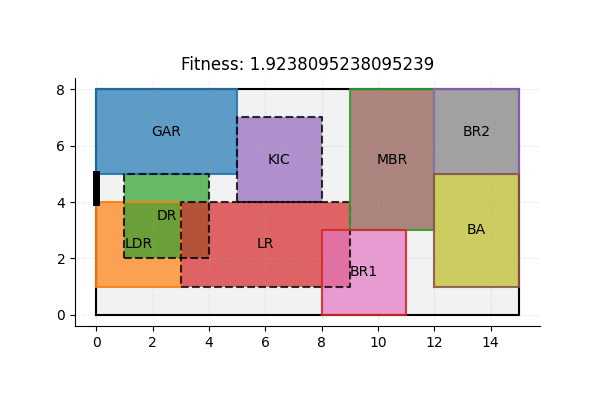 Fitness: 1.9238095238095239
8
6
4
2
0
GAR
KIC
MBR
BR2
DR
LDR
LR
BA
BR1
0 2 4 6 8 10 12 14